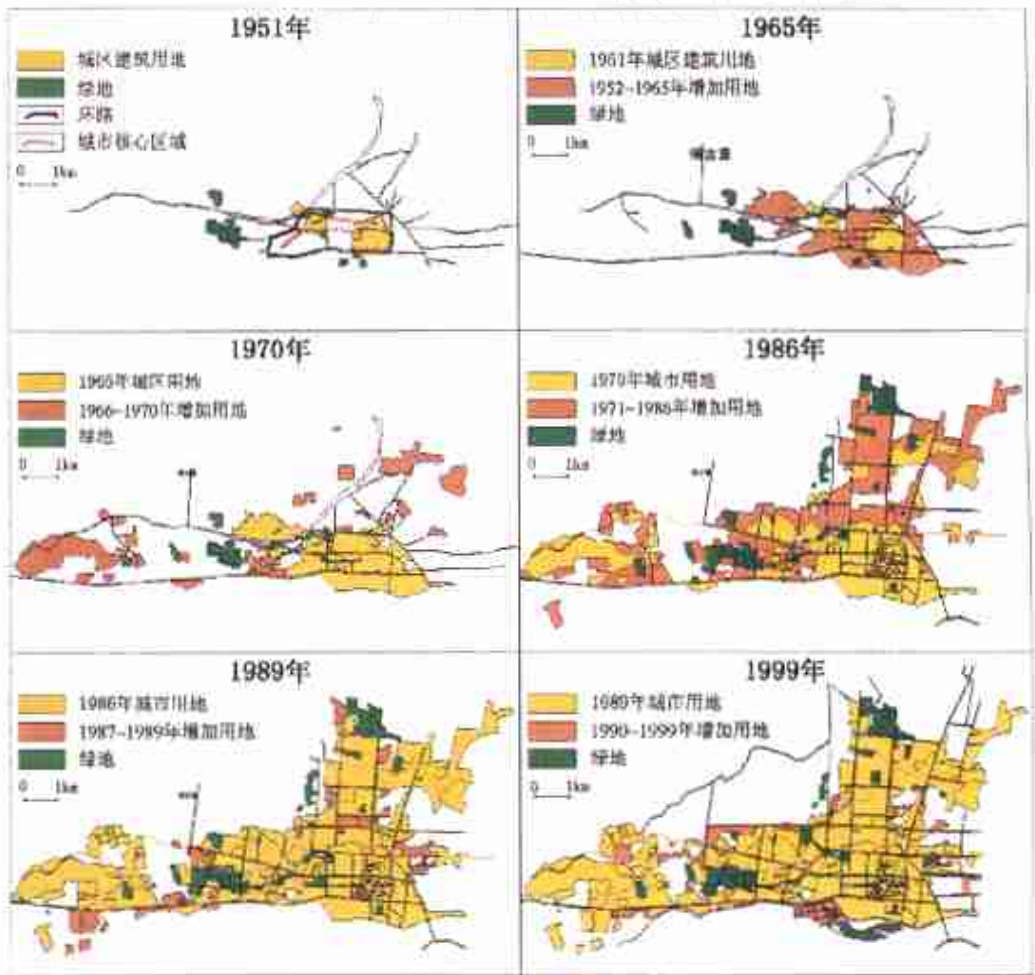 1951年
城区建筑用地
绿地
环路
城市核心区域
0 1km
1965年
1951年城区建筑用地
1952~1965年增加用地
绿地
0 1km
1970年
1965年城区用地
1966~1970年增加用地
绿地
0 1km
1986年
1970年城市用地
1971~1986年增加用地
绿地
0 1km
1989年
1986年城市用地
1987~1989年增加用地
绿地
0 1km
1999年
1989年城市用地
1990~1999年增加用地
绿地
0 1km